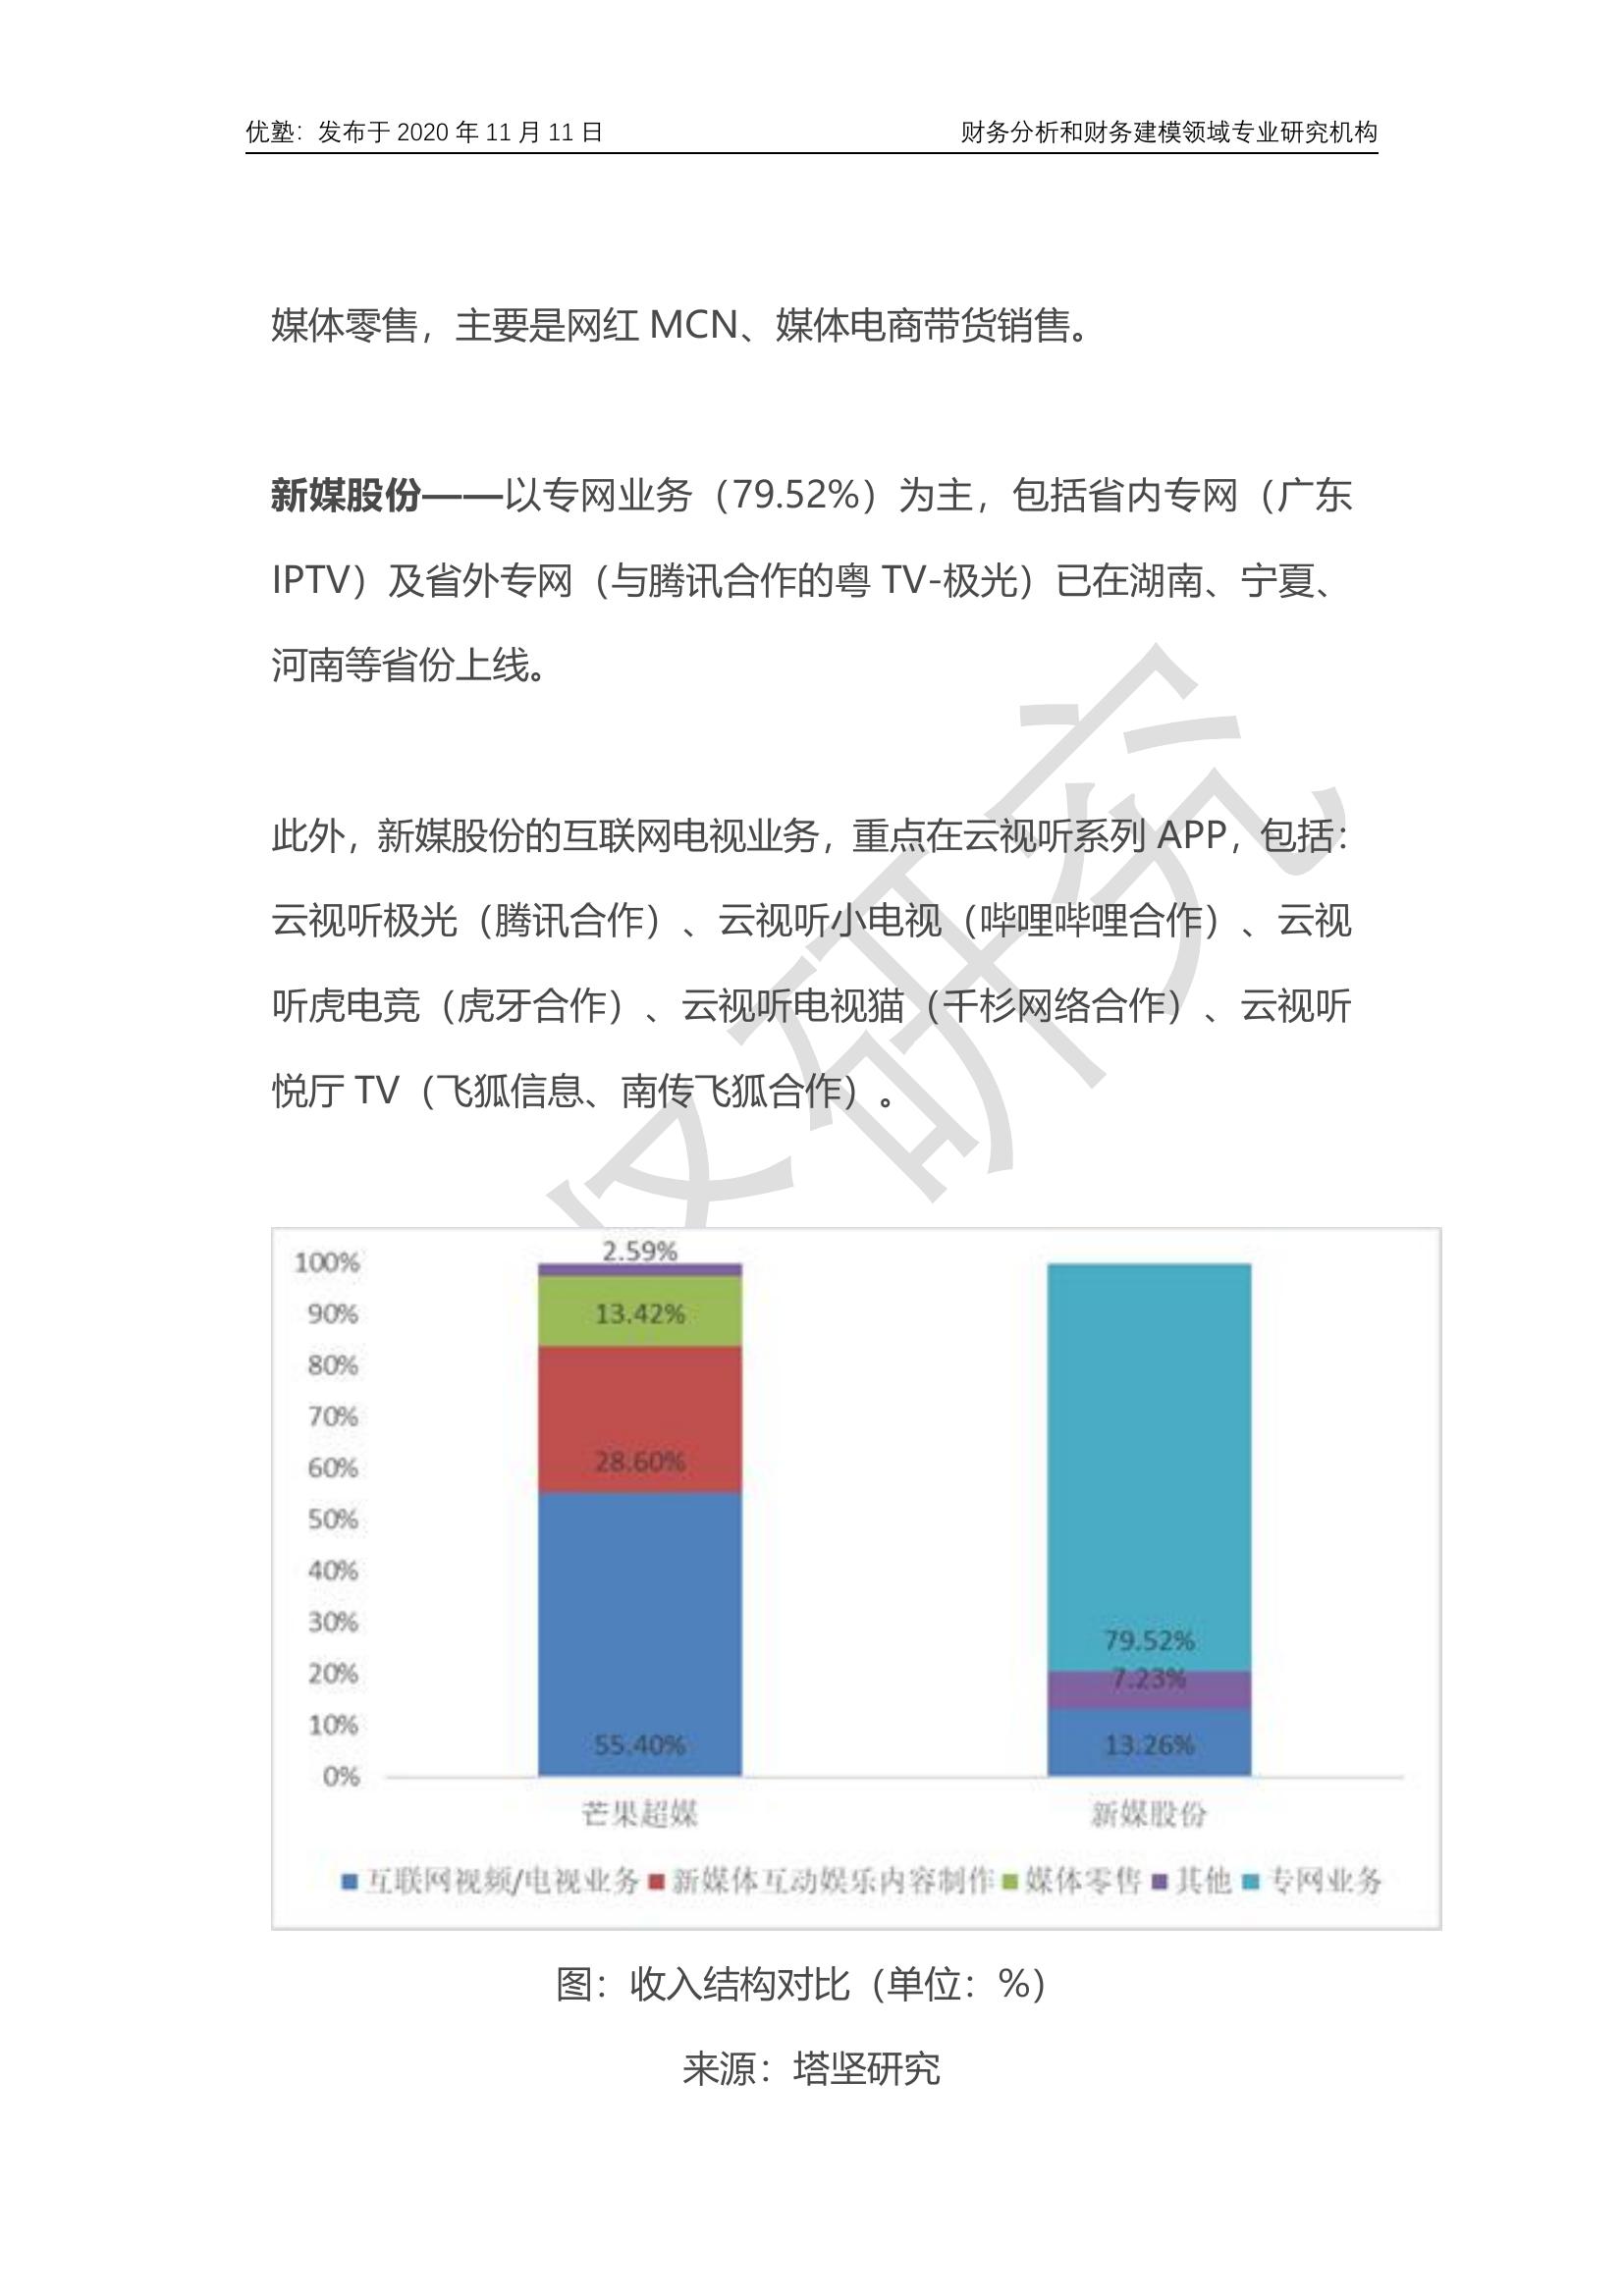 优塾：发布于 2020 年 11 月 11 日
财务分析和财务建模领域专业研究机构
媒体零售，主要是网红 MCN、媒体电商带货销售。
新媒股份——以专网业务（79.52%）为主，包括省内专网（广东
IPTV）及省外专网（与腾讯合作的粤 TV-极光）已在湖南、宁夏、
河南等省份上线。
此外，新媒股份的互联网电视业务，重点在云视听系列 APP，包括：
云视听极光（腾讯合作）、云视听小电视（哔哩哔哩合作）、云视
听虎电竞（虎牙合作）、云视听电视猫（千杉网络合作）、云视听
悦厅 TV（飞狐信息、南传飞狐合作）。
研究
100%
90%
80%
70%
60%
50%
40%
30%
20%
10%
0%
2.59%
13.42%
28.60%
55.40%
79.52%
7.23%
13.26%
芒果超媒
新媒股份
互联网视频/电视业务 新媒体互动娱乐内容制作 媒体零售 其他 专网业务
图：收入结构对比（单位：%）
来源：塔坚研究